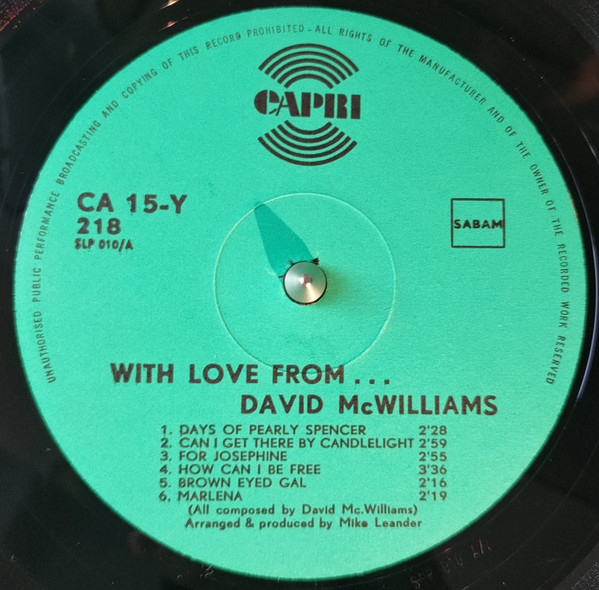 UNAUTHORISED PUBLIC PERFORMANCE BROADCASTING AND COPYING OF THIS RECORD PROHIBITED - ALL RIGHTS OF THE MANUFACTURER AND OF THE OWNER OF THE RECORDED WORK RESERVED
CAPRI
CA 15-Y
218
SLP 010/A
SABAM
WITH LOVE FROM...
DAVID McWILLIAMS
1. DAYS OF PEARLY SPENCER 2'28
2. CAN I GET THERE BY CANDLELIGHT 2'59
3. FOR JOSEPHINE 2'55
4. HOW CAN I BE FREE 3'36
5. BROWN EYED GAL 2'16
6. MARLENA 2'19
(All composed by David Mc.Williams)
Arranged & produced by Mike Leander